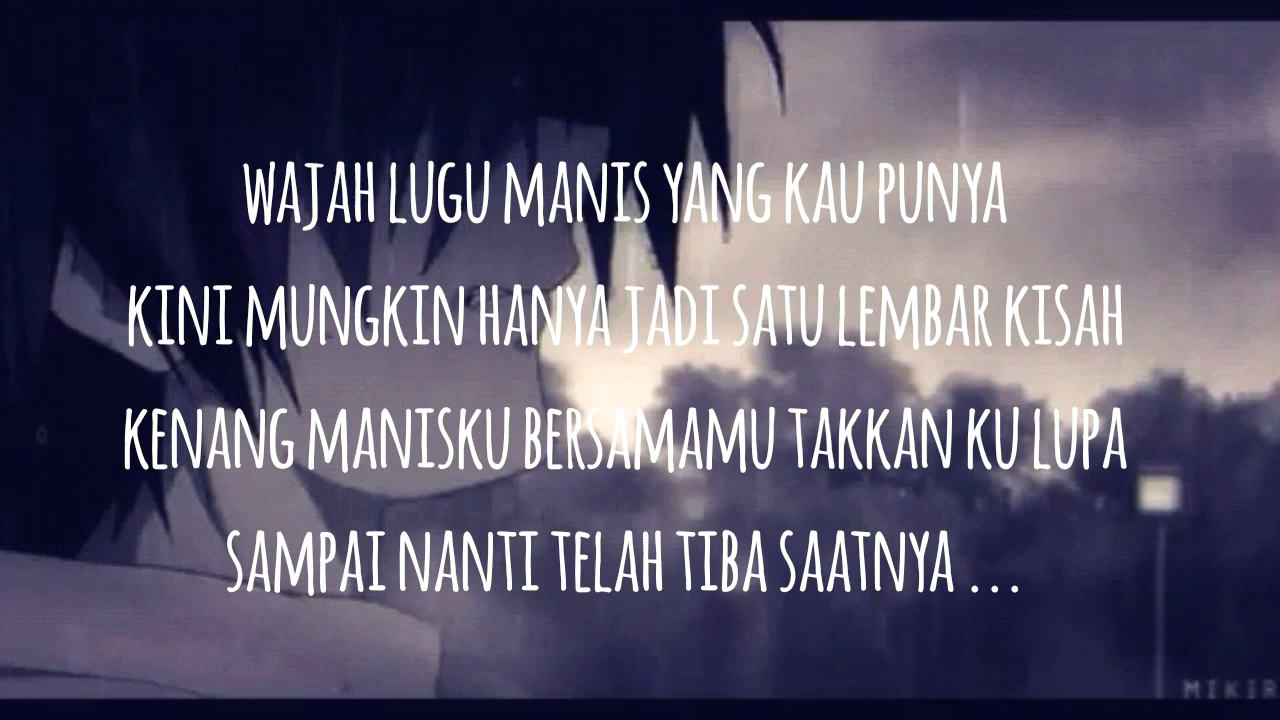 WAJAH LUGU MANIS YANG KAU PUNYA
KINI MUNGKIN HANYA JADI SATU LEMBAR KISAH
KENANG MANISKU BERSAMAMU TAKKAN KU LUPA
SAMPAI NANTI TELAH TIBA SAATNYA ...
MIKIR